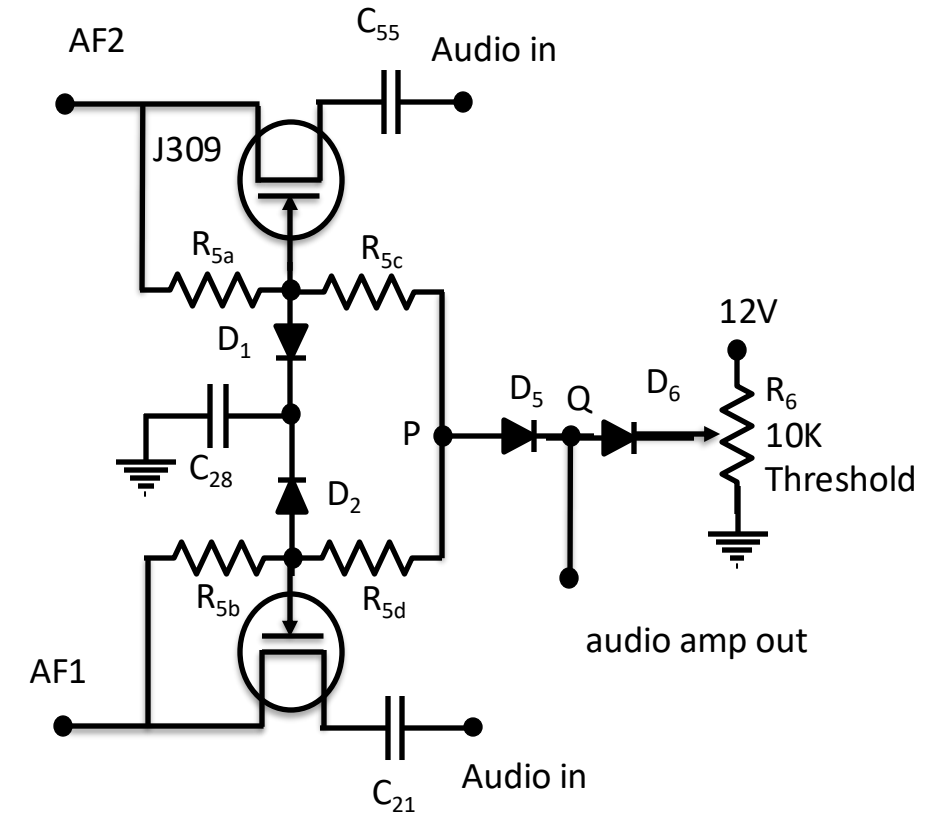 C55
AF2
Audio in
J309
R5a
R5c
12V
D1
D5
Q
D6
R6
P
10K
C28
Threshold
D2
R5b
R5d
audio amp out
AF1
Audio in
C21